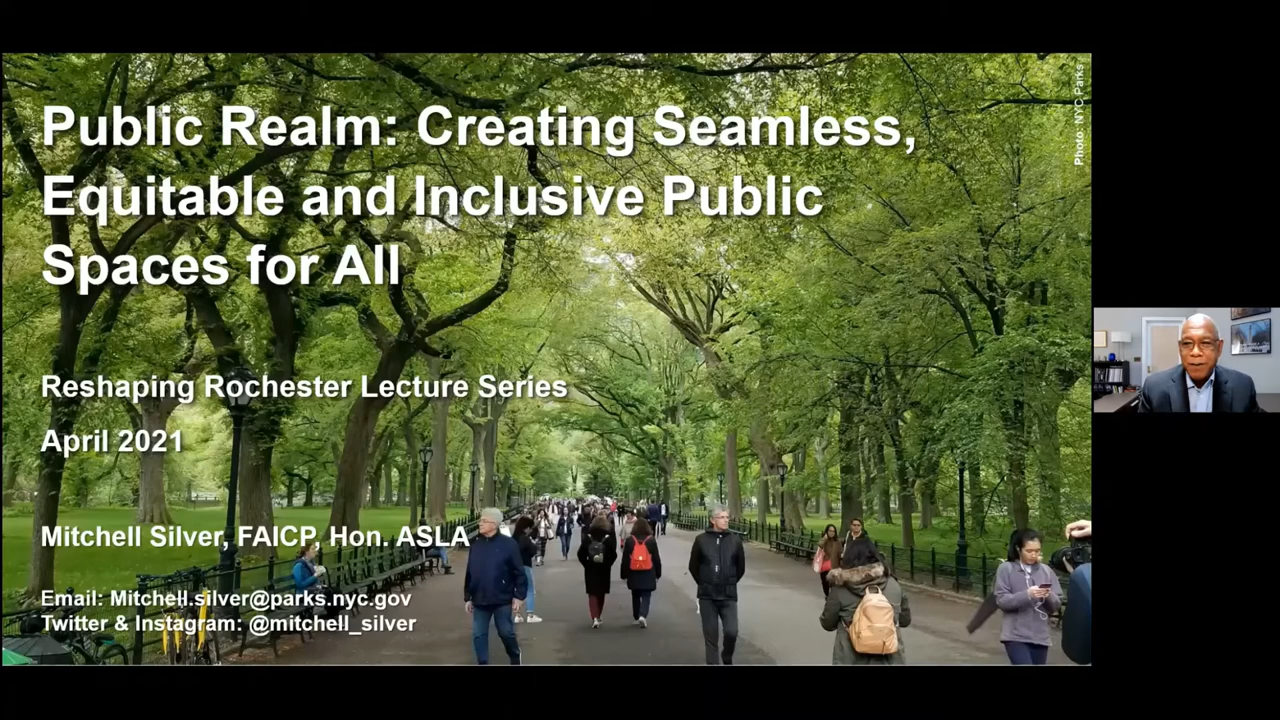 Public Realm: Creating Seamless,
Equitable and Inclusive Public
Spaces for All
Reshaping Rochester Lecture Series
April 2021
Mitchell Silver, FAICP, Hon. ASLA
Email: Mitchell.silver@parks.nyc.gov
Twitter & Instagram: @mitchell_silver
Photo: NYC Parks